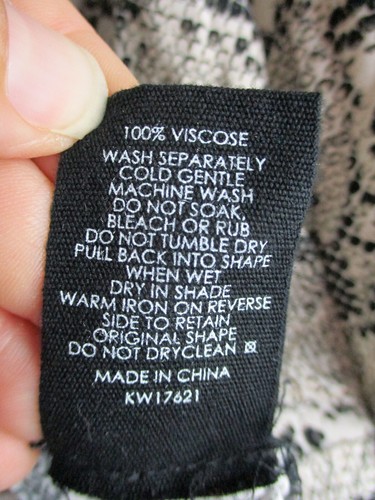 100% VISCOSE
WASH SEPARATELY
COLD GENTLE
MACHINE WASH
DO NOT SOAK,
BLEACH OR RUB
DO NOT TUMBLE DRY
PULL BACK INTO SHAPE
WHEN WET
DRY IN SHADE
WARM IRON ON REVERSE
SIDE TO RETAIN
ORIGINAL SHAPE
DO NOT DRYCLEAN
MADE IN CHINA
KW17621